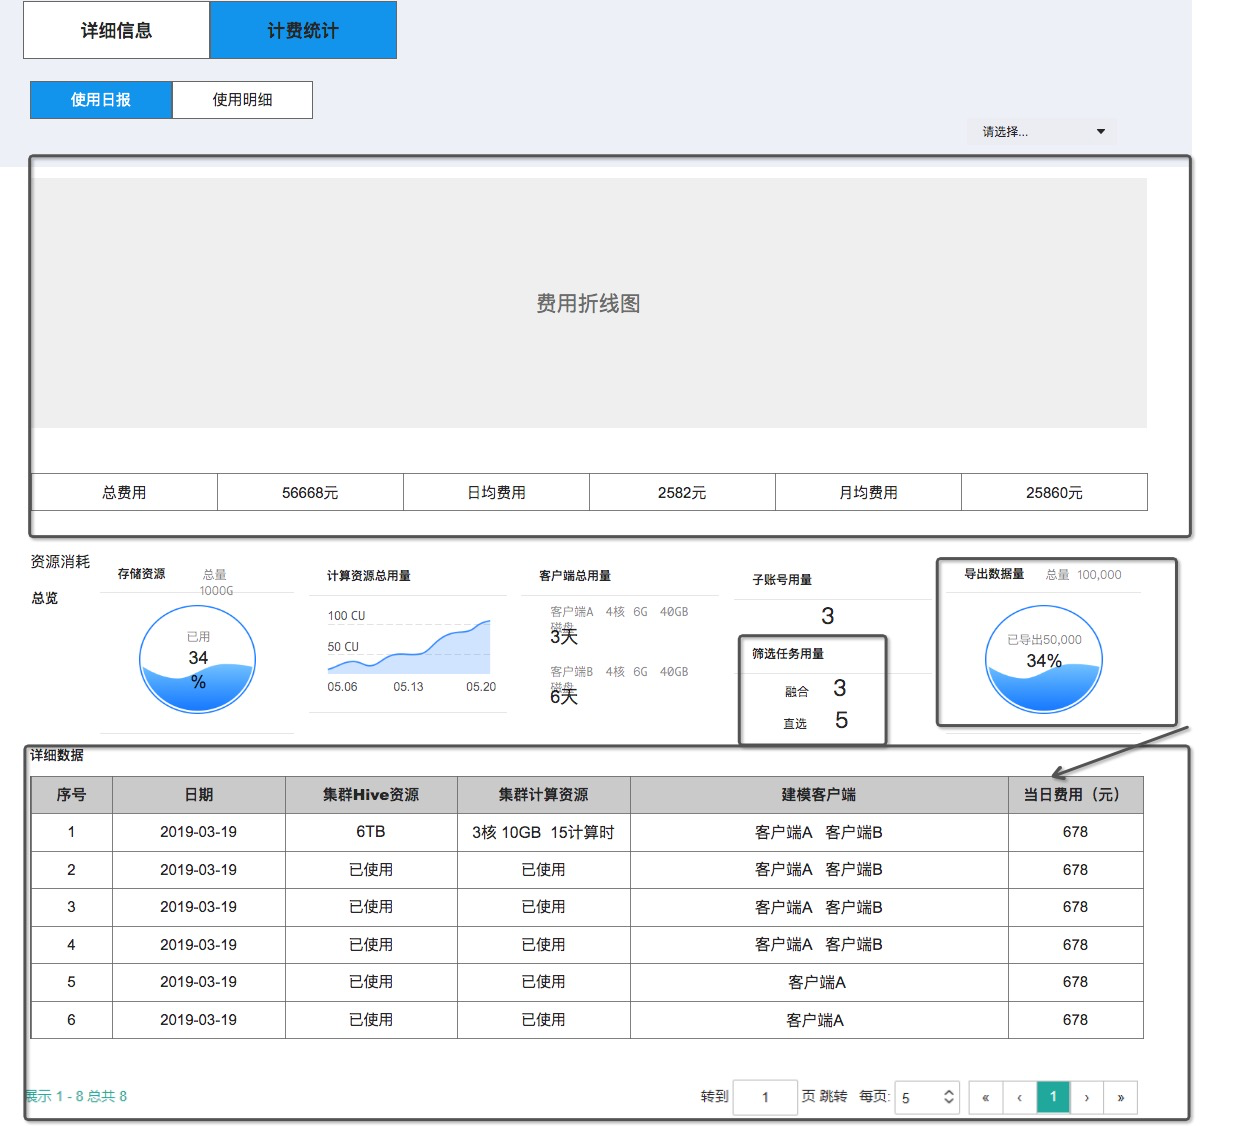 详细信息 计费统计
使用日报 使用明细
请选择...
费用折线图
总费用 56668元 日均费用 2582元 月均费用 25860元
资源消耗
总览
存储资源 总量
1000G
已用
34
%
计算资源总用量
100 CU
50 CU
05.06 05.13 05.20
客户端总用量
客户端A 4核 6G 40GB
磁盘
3天
客户端B 4核 6G 40GB
磁盘
6天
子账号用量
3
筛选任务用量
融合 3
直选 5
导出数据量 总量 100,000
已导出50,000
34%
详细数据
序号 日期 集群Hive资源 集群计算资源 建模客户端 当日费用（元）
1 2019-03-19 6TB 3核 10GB 15计算时 客户端A 客户端B 678
2 2019-03-19 已使用 已使用 客户端A 客户端B 678
3 2019-03-19 已使用 已使用 客户端A 客户端B 678
4 2019-03-19 已使用 已使用 客户端A 客户端B 678
5 2019-03-19 已使用 已使用 客户端A 678
6 2019-03-19 已使用 已使用 客户端A 678
展示 1 - 8 总共 8 转到 1 页 跳转 每页: 5 « ‹ 1 › »